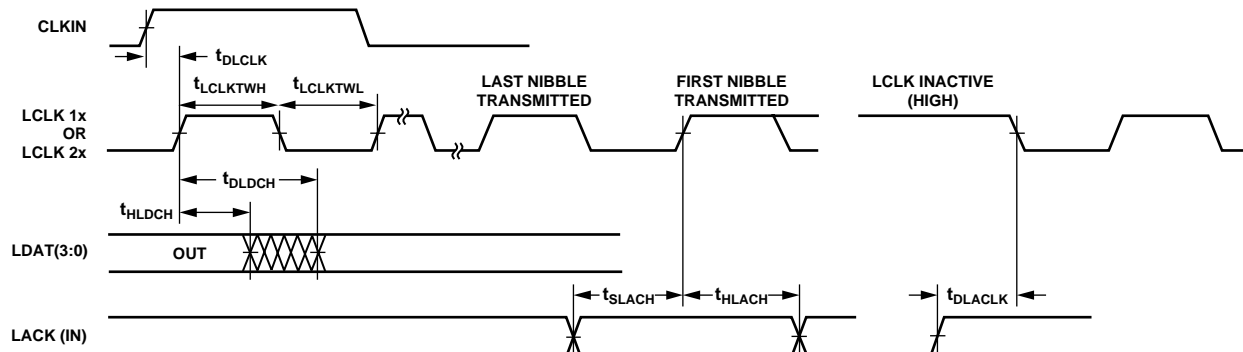 CLKIN
tDLCLK
tLCLKTWH
tLCLKTWL
LAST NIBBLE
TRANSMITTED
FIRST NIBBLE
TRANSMITTED
LCLK INACTIVE
(HIGH)
LCLK 1x
OR
LCLK 2x
tDLDCH
tHLDCH
LDAT(3:0)
OUT
tSLACH
tHLACH
tDLACLK
LACK (IN)